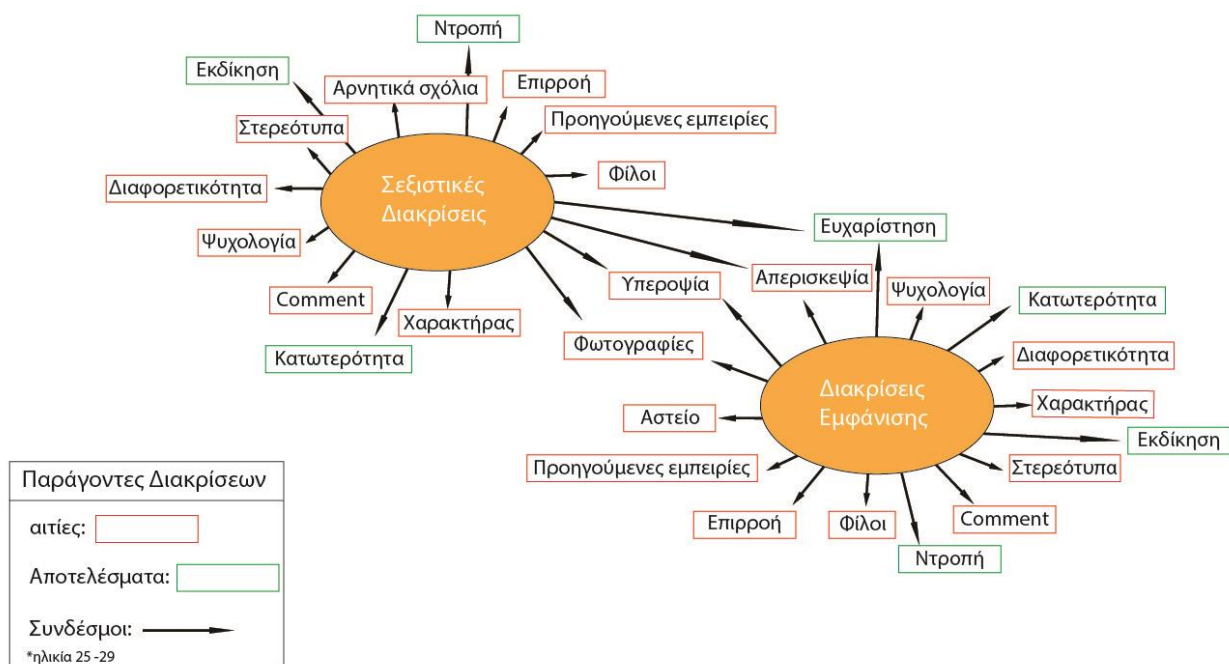 Ντροπή
Εκδίκηση
Αρνητικά σχόλια
Επιρροή
Στερεότυπα
Προηγούμενες εμπειρίες
Διαφορετικότητα
Σεξιστικές
Διακρίσεις
Φίλοι
Ψυχολογία
Comment
Χαρακτήρας
Κατωτερότητα
Ευχαρίστηση
Υπεροψία
Απερισκεψία
Ψυχολογία
Κατωτερότητα
Φωτογραφίες
Διαφορετικότητα
Διακρίσεις
Εμφάνισης
Χαρακτήρας
Αστείο
Εκδίκηση
Προηγούμενες εμπειρίες
Στερεότυπα
Επιρροή
Φίλοι
Comment
Ντροπή
Παράγοντες Διακρίσεων
αιτίες:
Αποτελέσματα:
Συνδέσμοι:
*ηλικία 25 -29